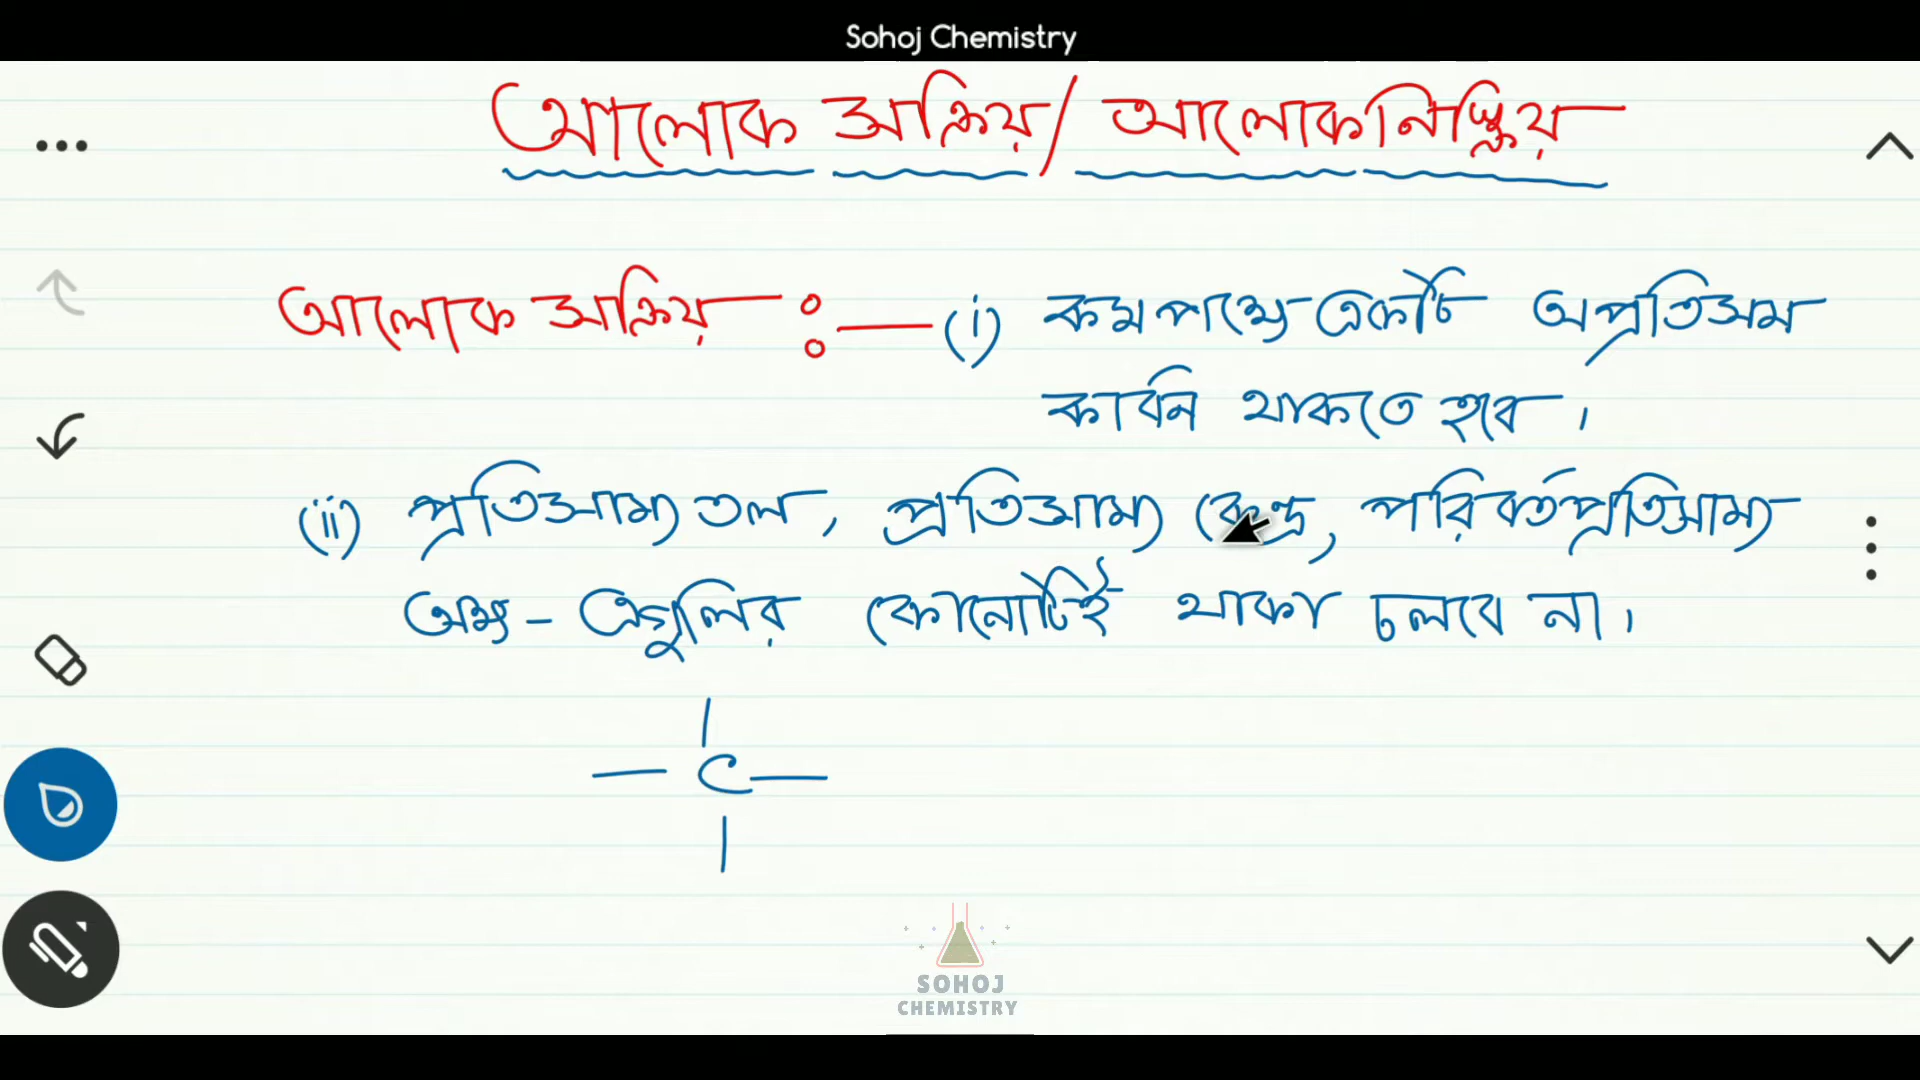 Sohoj Chemistry
আলোক সক্রিয়/ আলোকনিষ্ক্রিয়
আলোক সক্রিয় :— (i) কমপক্ষে একটি অপ্রতিসম
কার্বন থাকতে হবে।
(ii) প্রতিসাম্য তল, প্রতিসাম্য কেন্দ্র, পরিবর্তপ্রতিসাম্য
অক্ষ - এগুলির কোনোটিই থাকা চলবে না।
C
SOHOJ
CHEMISTRY